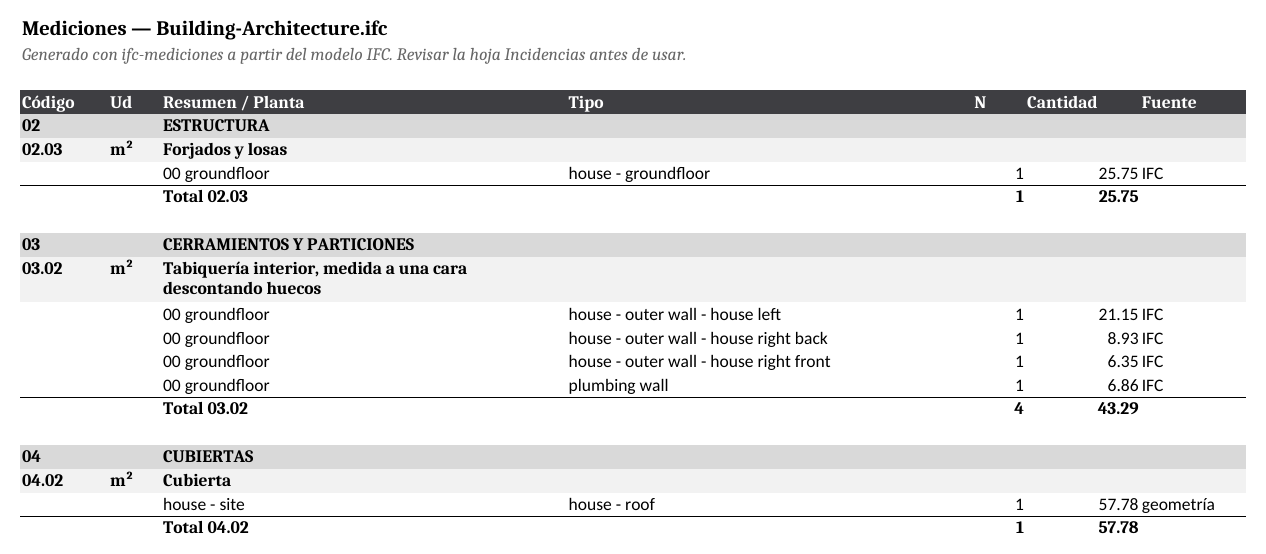 Mediciones — Building-Architecture.ifc
Generado con ifc-mediciones a partir del modelo IFC. Revisar la hoja Incidencias antes de usar.
Código Ud Resumen / Planta Tipo N Cantidad Fuente
02 ESTRUCTURA
02.03 m² Forjados y losas
00 groundfloor house - groundfloor 1 25.75 IFC
Total 02.03 1 25.75
03 CERRAMIENTOS Y PARTICIONES
03.02 m² Tabiquería interior, medida a una cara
descontando huecos
00 groundfloor house - outer wall - house left 1 21.15 IFC
00 groundfloor house - outer wall - house right back 1 8.93 IFC
00 groundfloor house - outer wall - house right front 1 6.35 IFC
00 groundfloor plumbing wall 1 6.86 IFC
Total 03.02 4 43.29
04 CUBIERTAS
04.02 m² Cubierta
house - site house - roof 1 57.78 geometría
Total 04.02 1 57.78